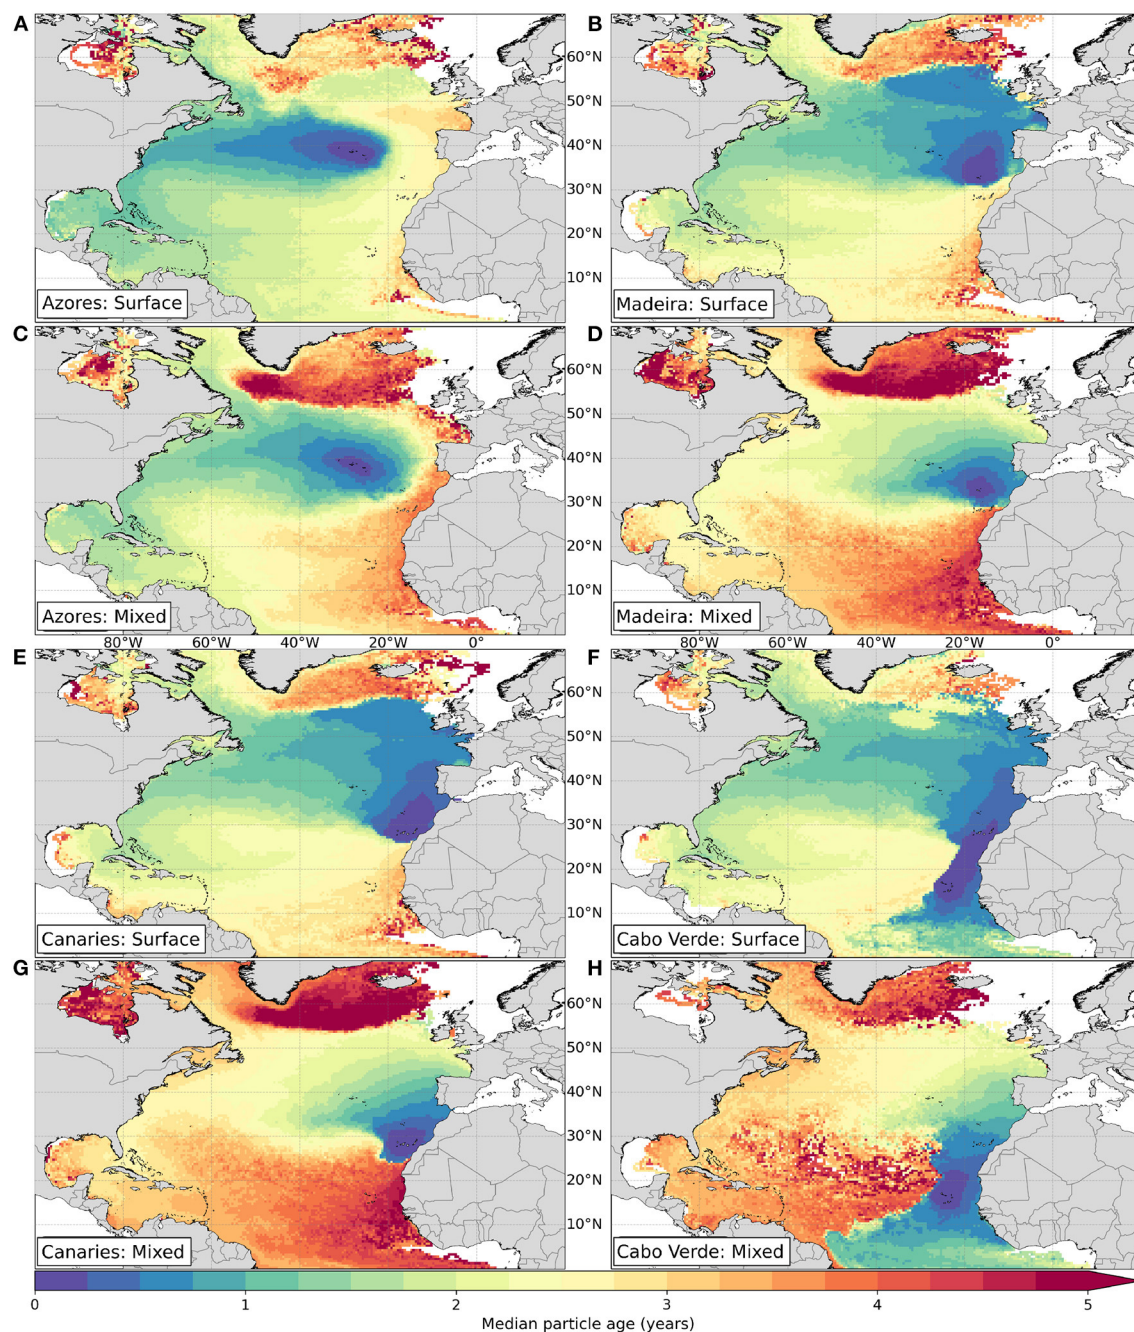 A
B
60°N
50°N
40°N
30°N
20°N
10°N
Azores: Surface
Madeira: Surface
C
D
60°N
50°N
40°N
30°N
20°N
10°N
Azores: Mixed
Madeira: Mixed
80°W 60°W 40°W 20°W 0°
80°W 60°W 40°W 20°W 0°
E
F
60°N
50°N
40°N
30°N
20°N
10°N
Canaries: Surface
Cabo Verde: Surface
G
H
60°N
50°N
40°N
30°N
20°N
10°N
Canaries: Mixed
Cabo Verde: Mixed
0 1 2 3 4 5
Median particle age (years)